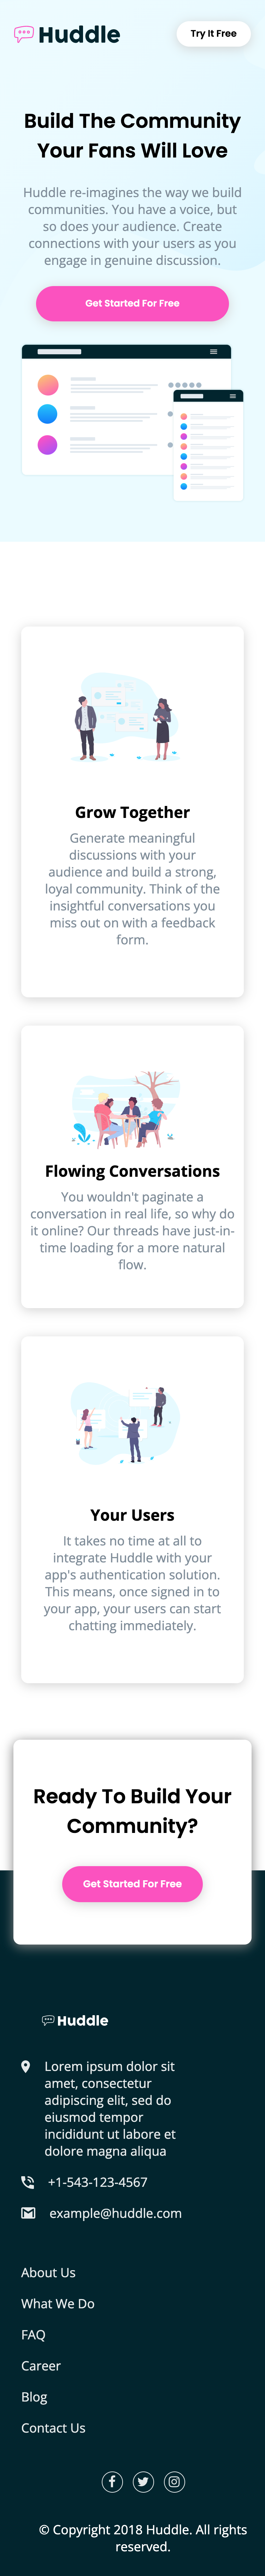 Huddle
Try It Free
Build The Community
Your Fans Will Love
Huddle re-imagines the way we build
communities. You have a voice, but
so does your audience. Create
connections with your users as you
engage in genuine discussion.
Get Started For Free
Grow Together
Generate meaningful
discussions with your
audience and build a strong,
loyal community. Think of the
insightful conversations you
miss out on with a feedback
form.
Flowing Conversations
You wouldn't paginate a
conversation in real life, so why do
it online? Our threads have just-in-
time loading for a more natural
flow.
Your Users
It takes no time at all to
integrate Huddle with your
app's authentication solution.
This means, once signed in to
your app, your users can start
chatting immediately.
Ready To Build Your
Community?
Get Started For Free
Huddle
Lorem ipsum dolor sit
amet, consectetur
adipiscing elit, sed do
eiusmod tempor
incididunt ut labore et
dolore magna aliqua
+1-543-123-4567
example@huddle.com
About Us
What We Do
FAQ
Career
Blog
Contact Us
© Copyright 2018 Huddle. All rights
reserved.